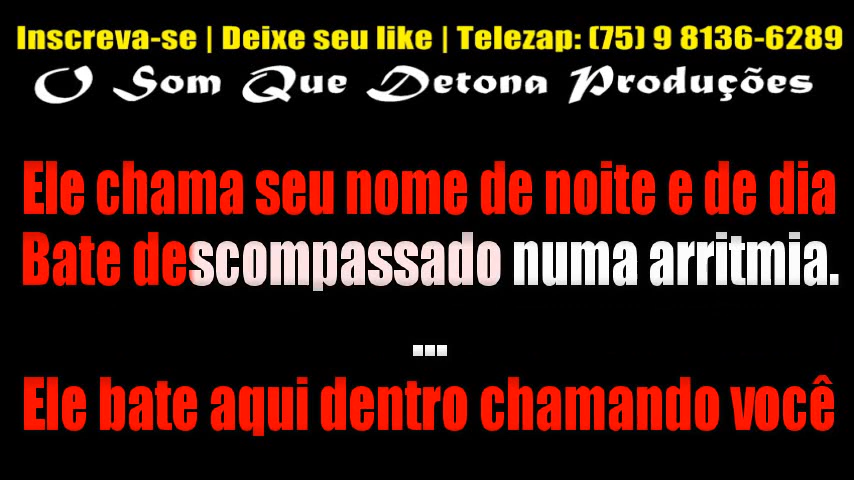 Inscreva-se | Deixe seu like | Telezap: (75) 9 8136-6289
O Som Que Detona Produções
Ele chama seu nome de noite e de dia
Bate descompassado numa arritmia.
...
Ele bate aqui dentro chamando você